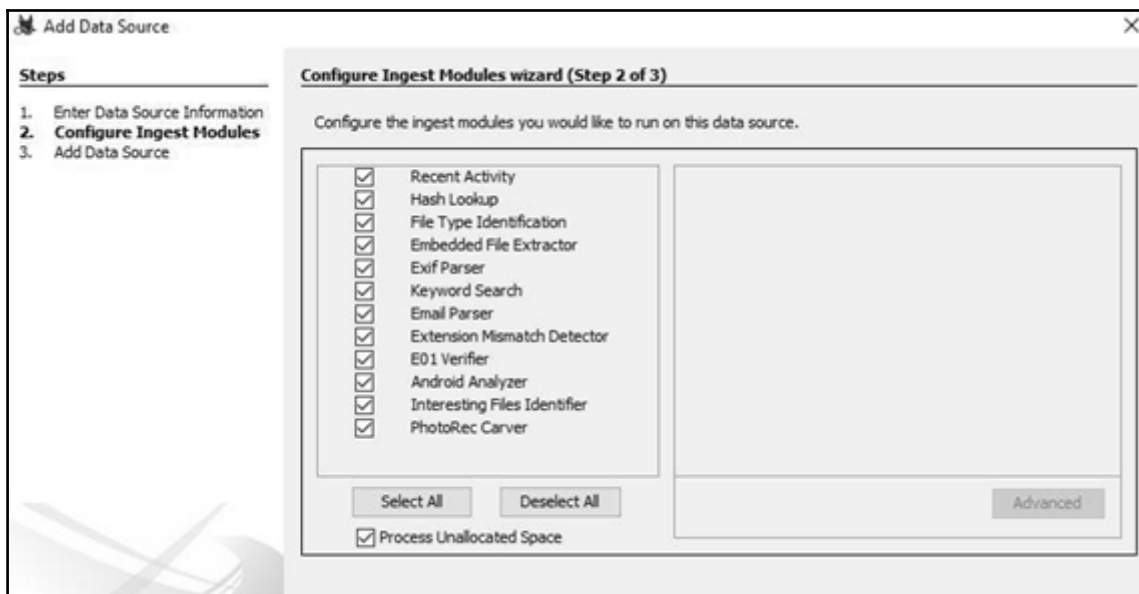 Add Data Source
Steps
1. Enter Data Source Information
2. Configure Ingest Modules
3. Add Data Source
Configure Ingest Modules wizard (Step 2 of 3)
Configure the ingest modules you would like to run on this data source.
Recent Activity
Hash Lookup
File Type Identification
Embedded File Extractor
Exif Parser
Keyword Search
Email Parser
Extension Mismatch Detector
E01 Verifier
Android Analyzer
Interesting Files Identifier
PhotoRec Carver
Select All Deselect All
Advanced
Process Unallocated Space